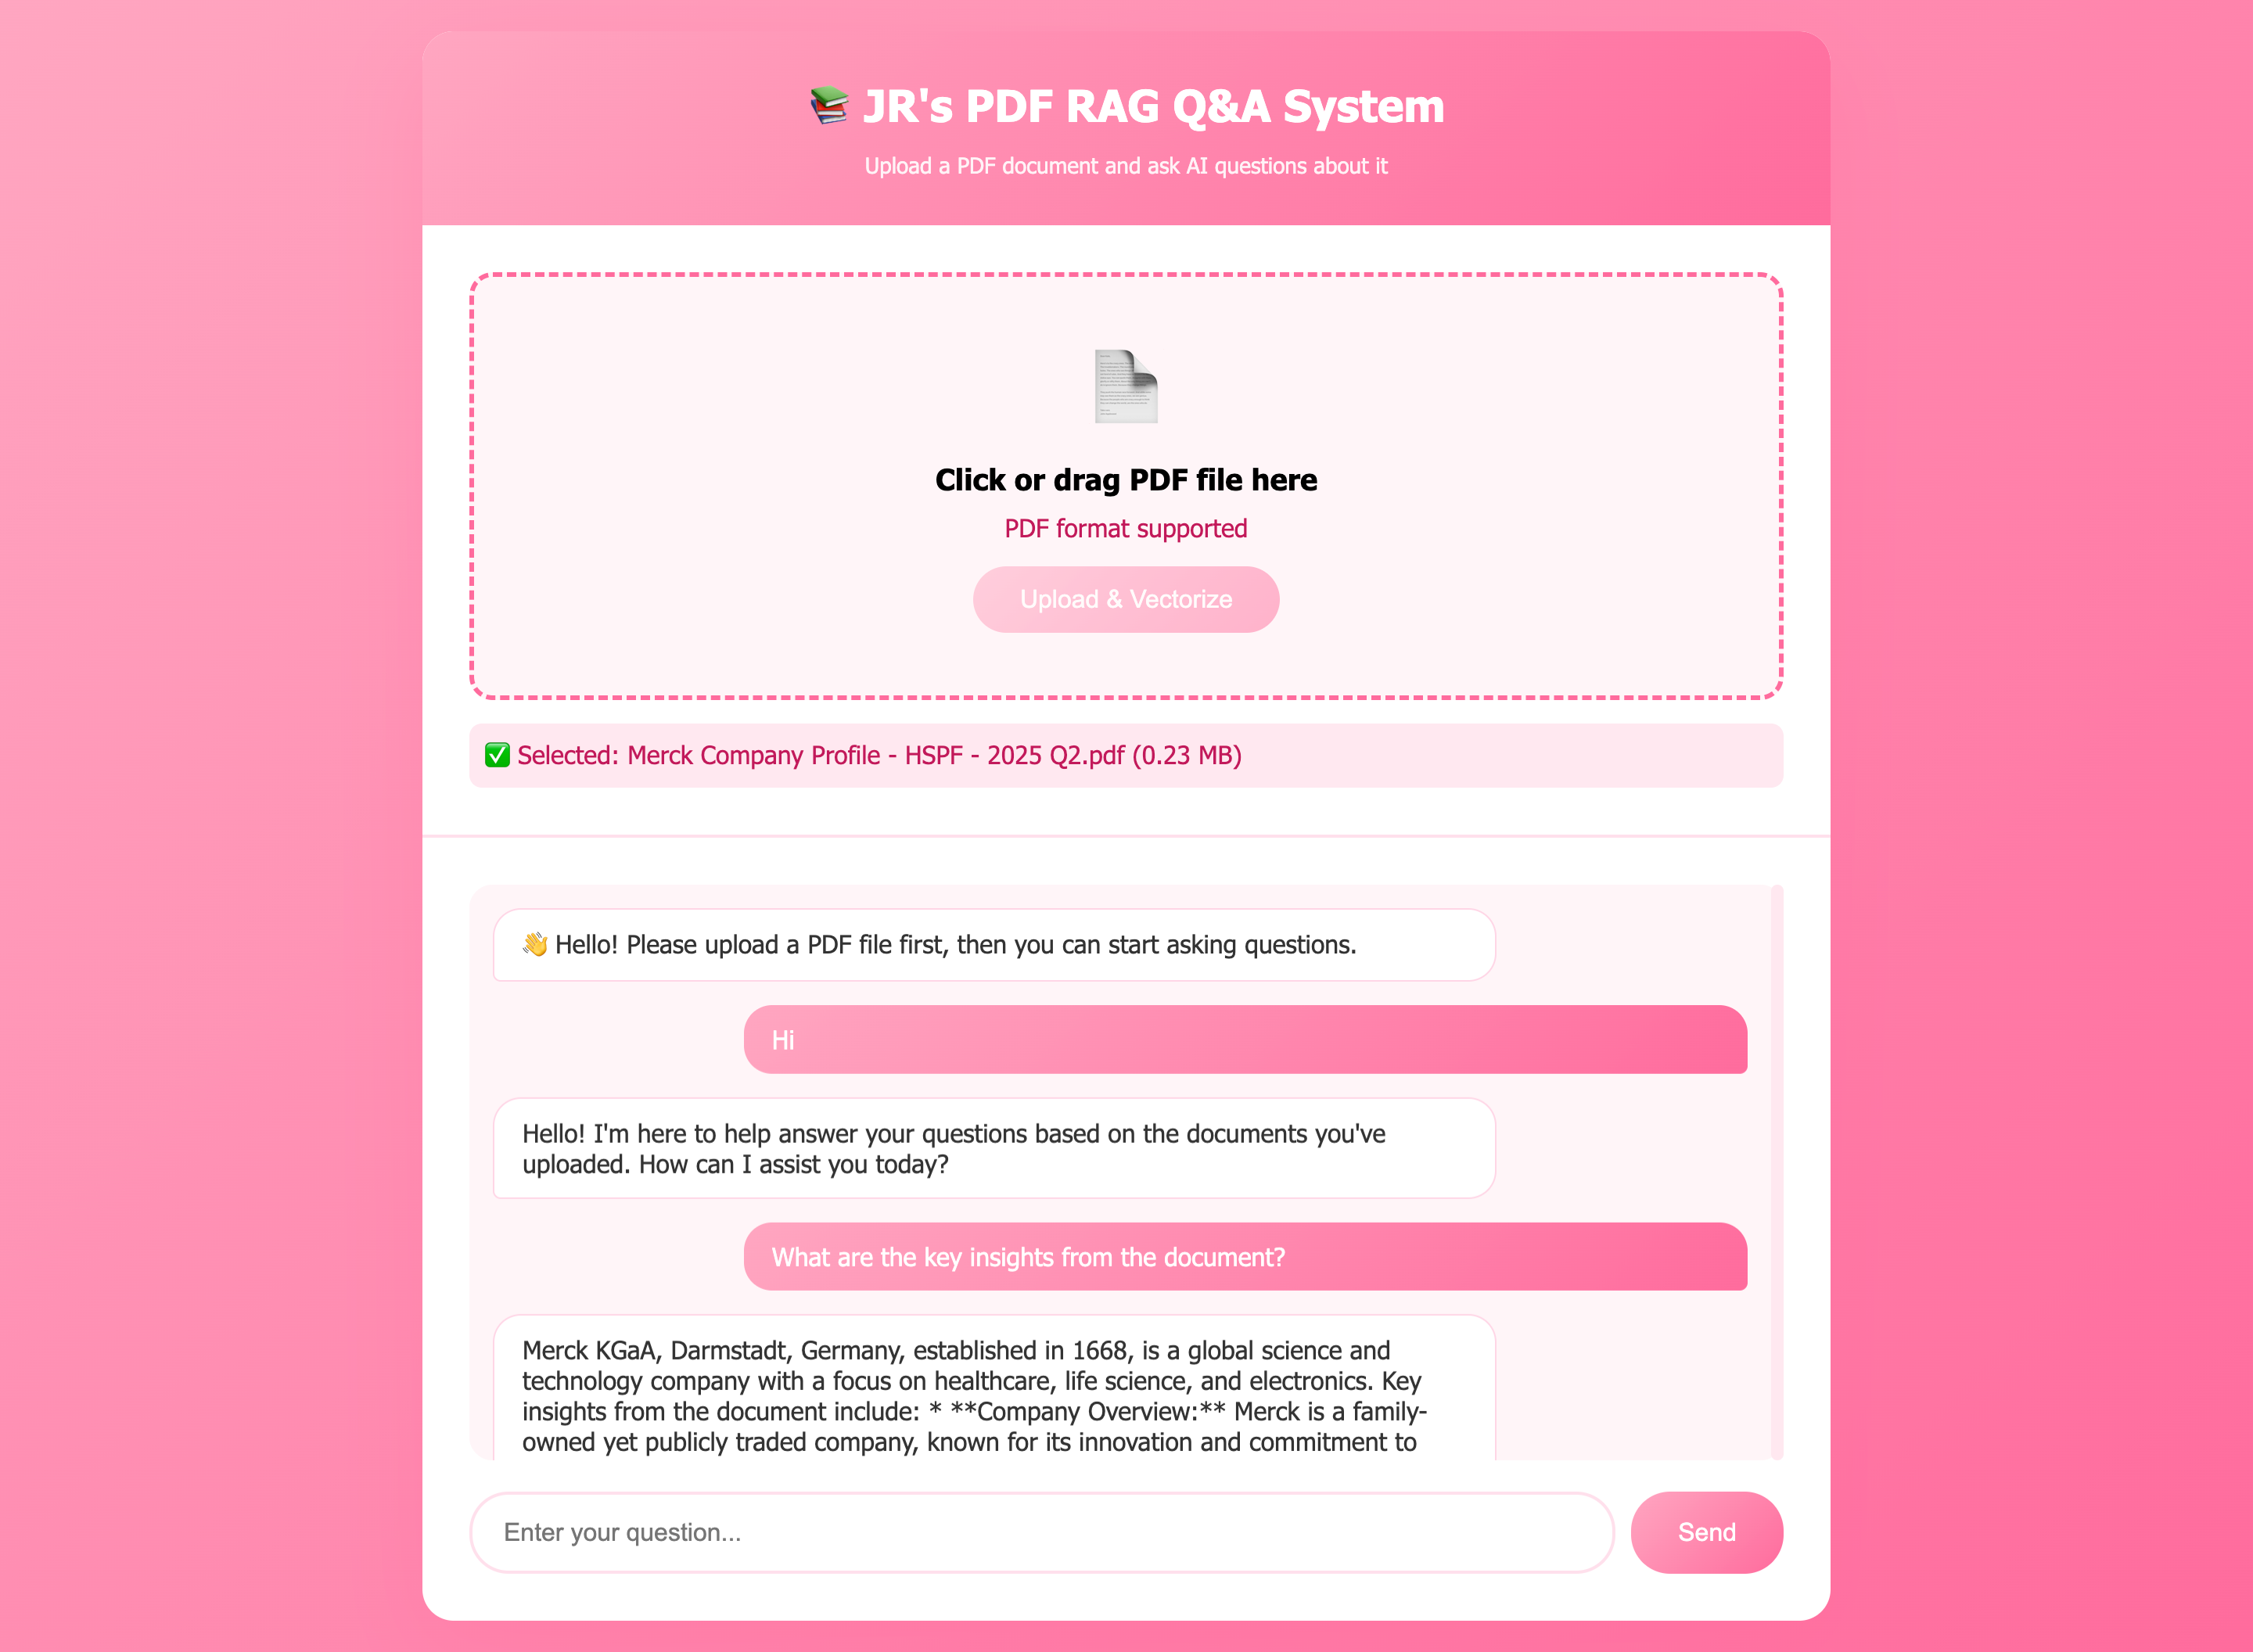 📚 JR's PDF RAG Q&A System
Upload a PDF document and ask AI questions about it
Click or drag PDF file here
PDF format supported
Upload & Vectorize
✅ Selected: Merck Company Profile - HSPF - 2025 Q2.pdf (0.23 MB)
👋 Hello! Please upload a PDF file first, then you can start asking questions.
Hi
Hello! I'm here to help answer your questions based on the documents you've
uploaded. How can I assist you today?
What are the key insights from the document?
Merck KGaA, Darmstadt, Germany, established in 1668, is a global science and
technology company with a focus on healthcare, life science, and electronics. Key
insights from the document include: * **Company Overview:** Merck is a family-
owned yet publicly traded company, known for its innovation and commitment to
Enter your question...
Send